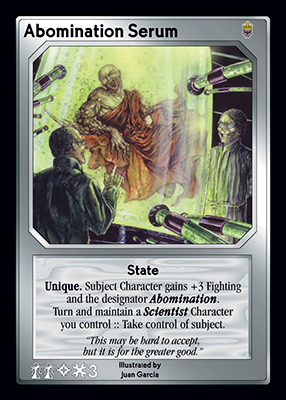 Abomination Serum
State
Unique. Subject Character gains +3 Fighting
and the designator Abomination.
Turn and maintain a Scientist Character
you control :: Take control of subject.
"This may be hard to accept,
but it is for the greater good."
3
Illustrated by
Juan Garcia